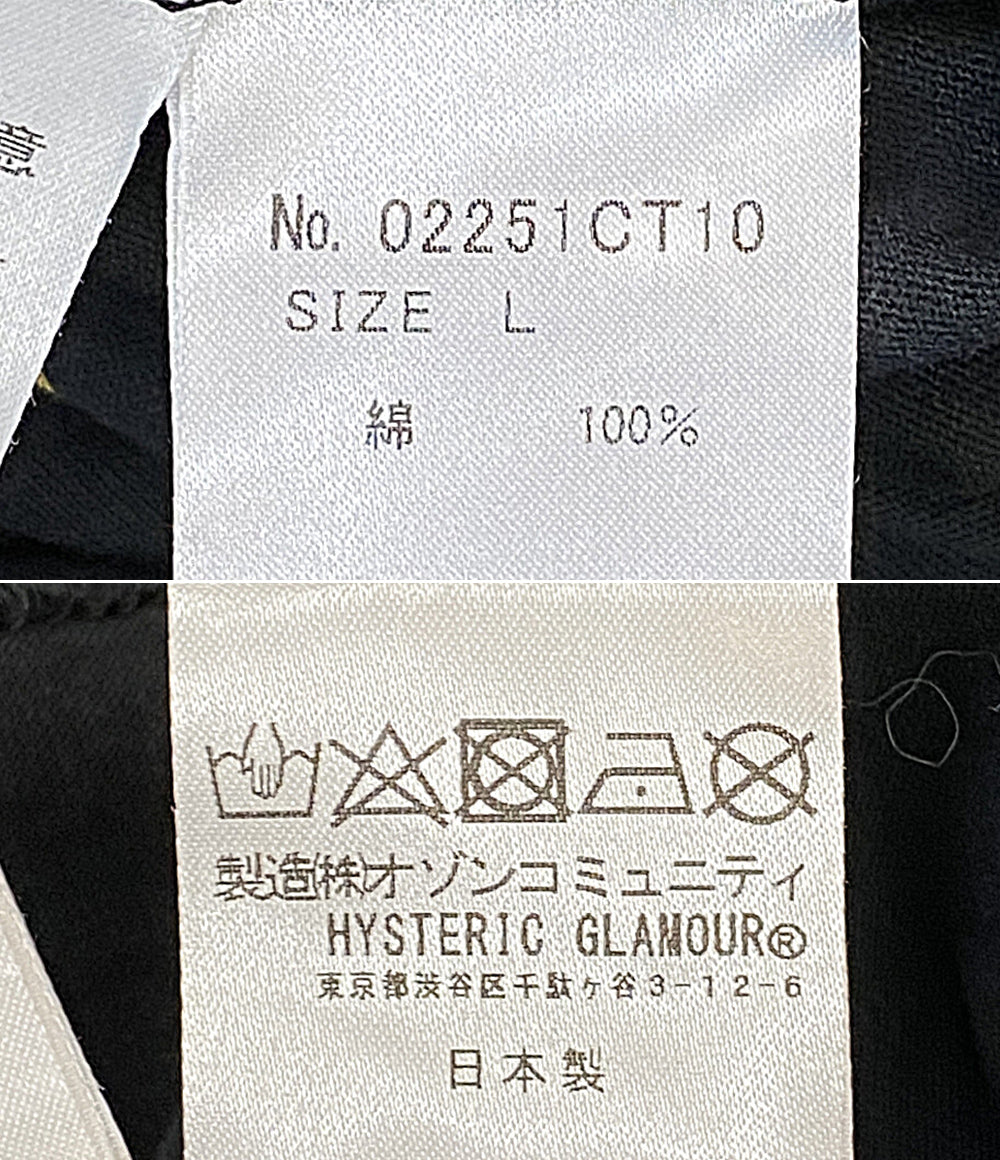 意
No. 02251CT10
SIZE L
綿 100%
製造(株)オゾンコミュニティ
HYSTERIC GLAMOUR®
東京都渋谷区千駄ヶ谷3-12-6
日本製